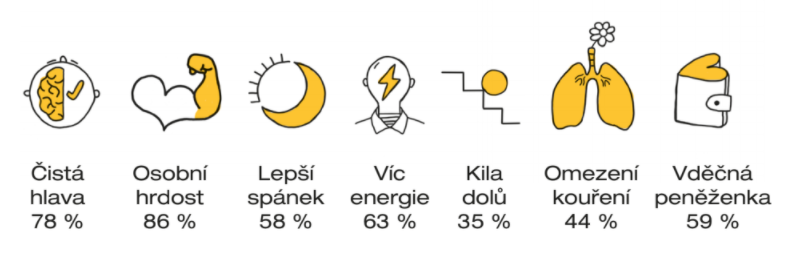 Čistá
hlava
78 %
Osobní
hrdost
86 %
Lepší
spánek
58 %
Víc
energie
63 %
Kila
dolů
35 %
Omezení
kouření
44 %
Vděčná
peněženka
59 %